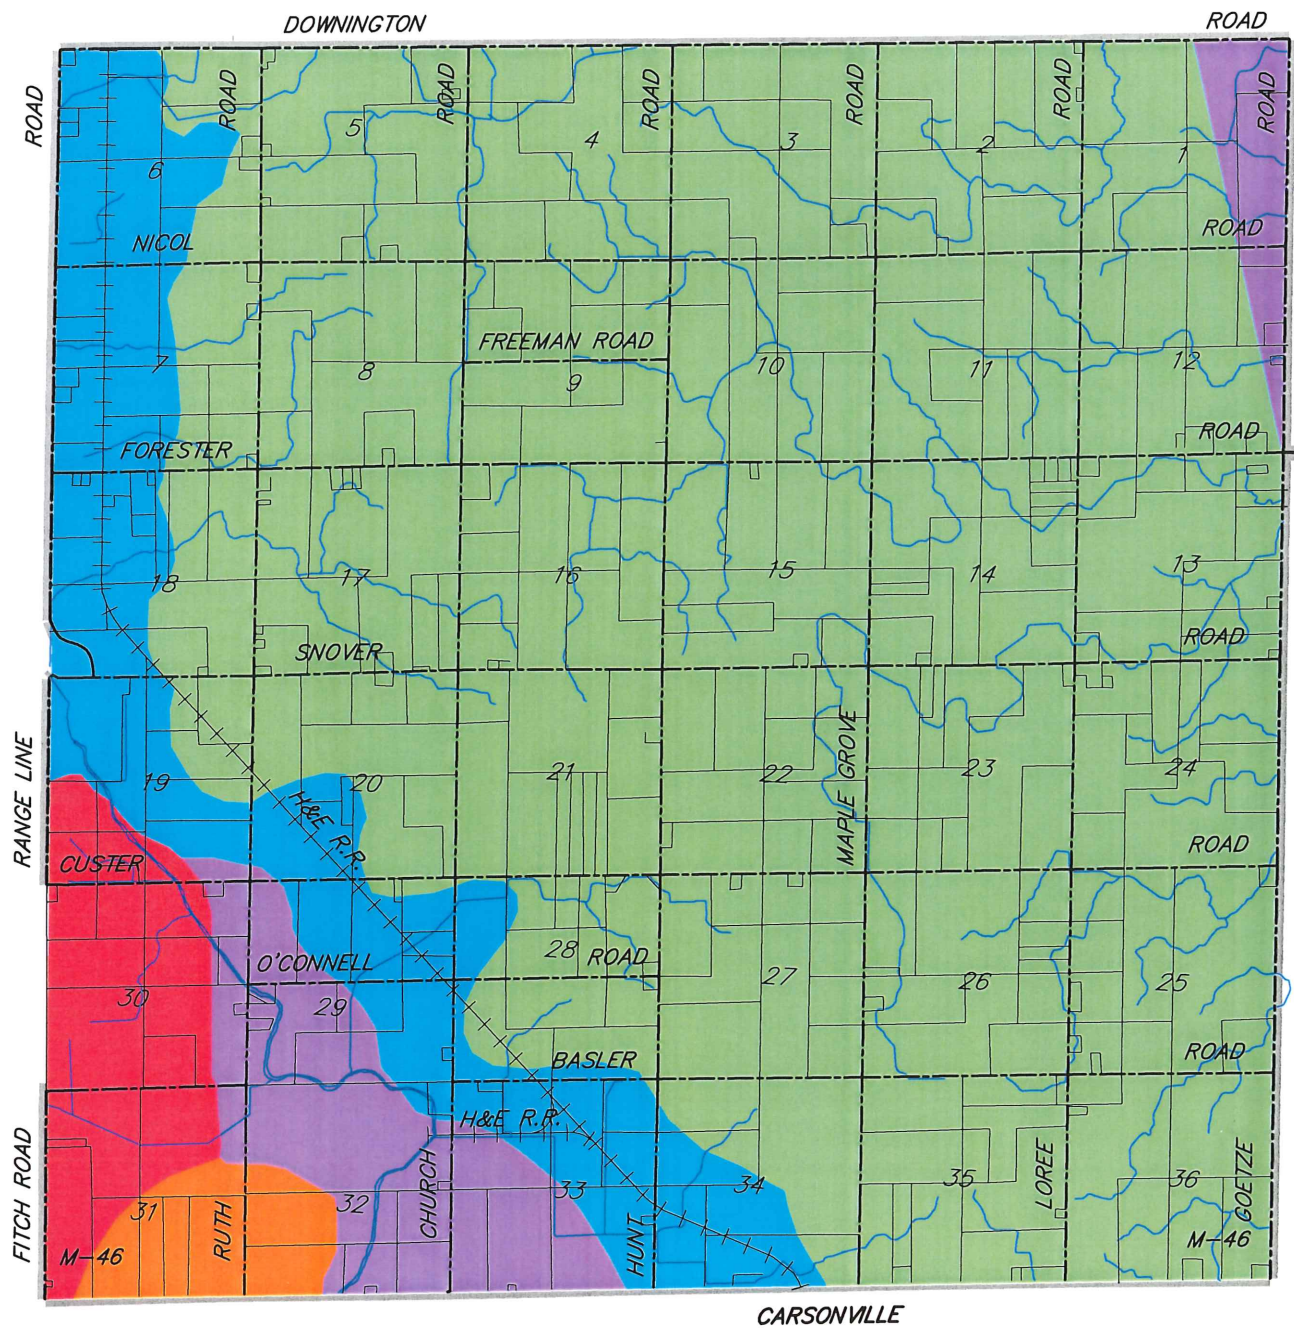 DOWNINGTON ROAD
ROAD ROAD ROAD ROAD ROAD ROAD ROAD
6 5 4 3 2 1
NICOL ROAD
FREEMAN ROAD
7 8 9 10 11 12
FORESTER ROAD
18 17 16 15 14 13
SNOVER ROAD
RANGE LINE
MAPLE GROVE
19 20 21 22 23 24
H&E R.R.
CUSTER ROAD
O'CONNELL ROAD
30 29 28 27 26 25
BASLER ROAD
H&E R.R.
FITCH ROAD
RUTH
CHURCH
HUNT
LOREE
GOETZE
31 32 33 34 35 36
M-46 M-46
CARSONVILLE